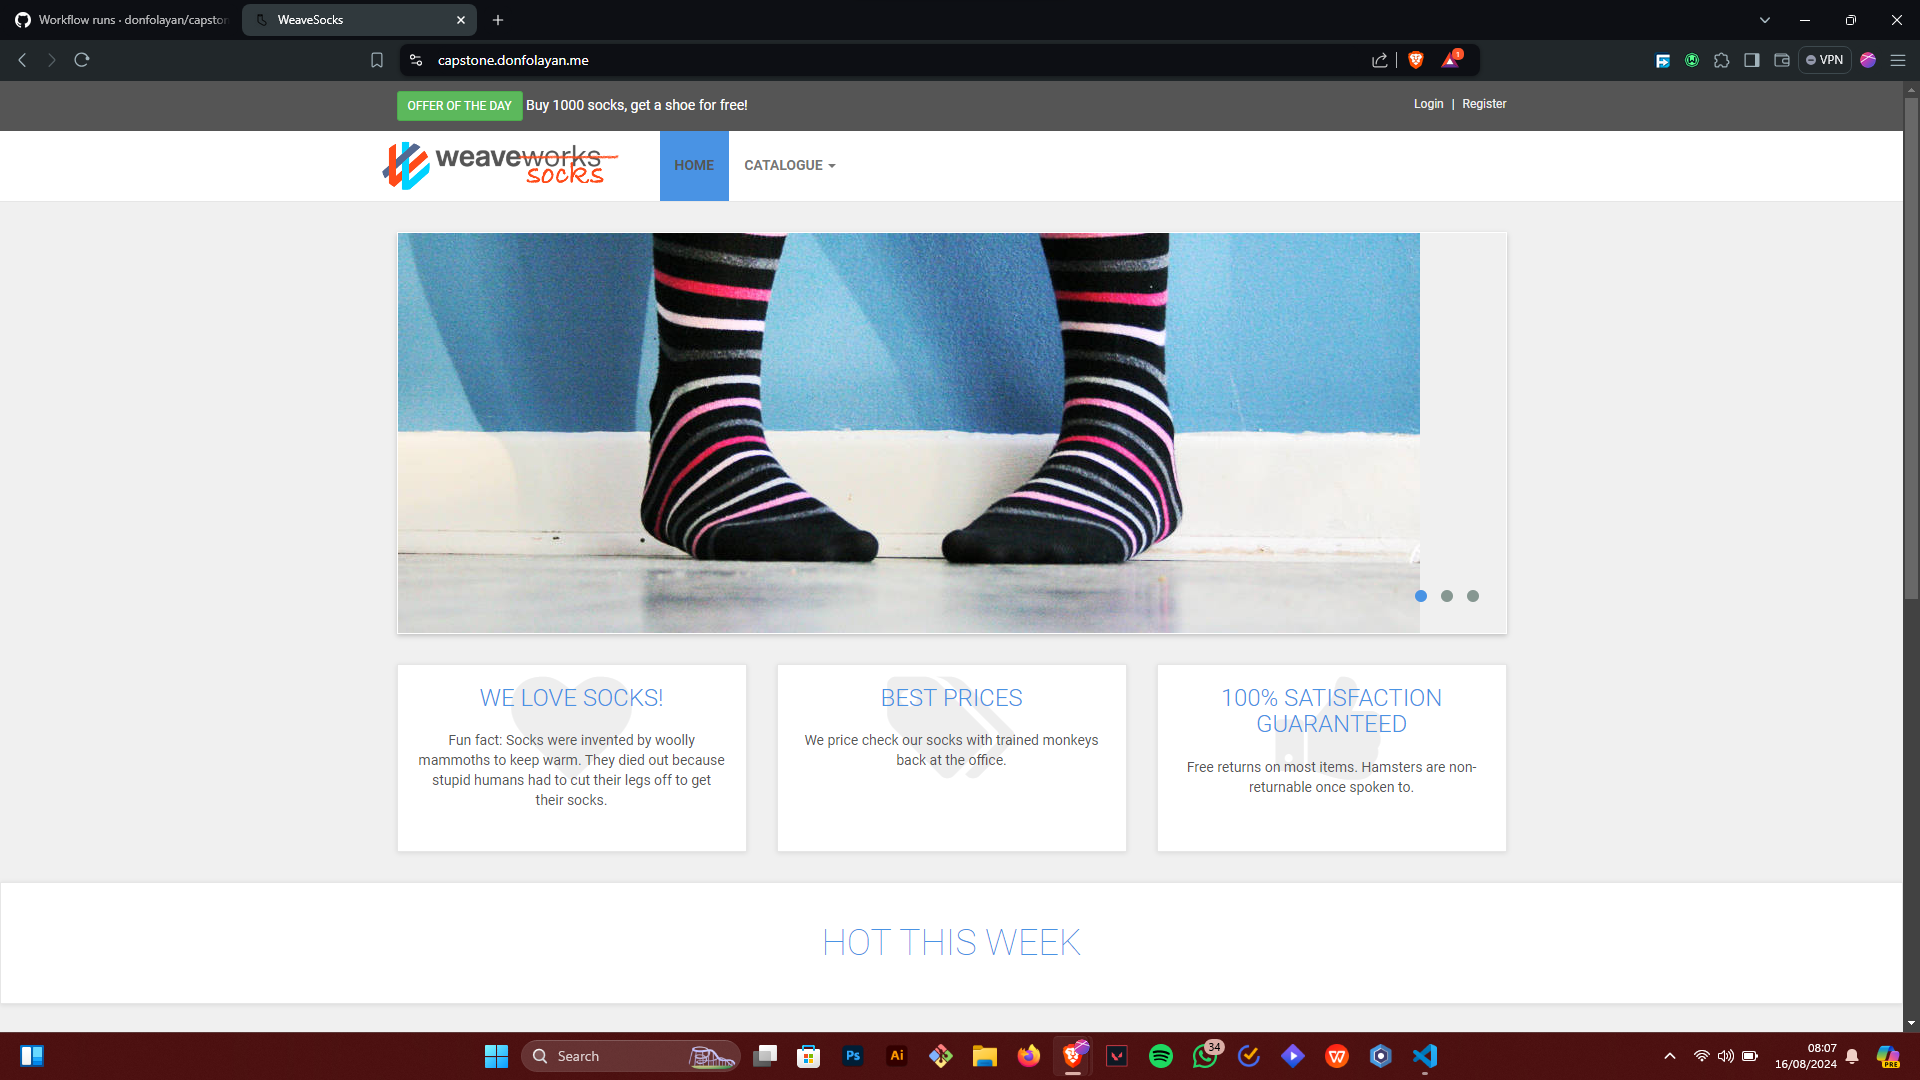 Workflow runs · donfolayan/capston
WeaveSocks
capstone.donfolayan.me
1
VPN
OFFER OF THE DAY Buy 1000 socks, get a shoe for free!
Login | Register
weaveworks
socks
HOME
CATALOGUE
WE LOVE SOCKS!
Fun fact: Socks were invented by woolly
mammoths to keep warm. They died out because
stupid humans had to cut their legs off to get
their socks.
BEST PRICES
We price check our socks with trained monkeys
back at the office.
100% SATISFACTION
GUARANTEED
Free returns on most items. Hamsters are non-
returnable once spoken to.
HOT THIS WEEK
Search
Ps
Ai
34
08:07
16/08/2024
PRE